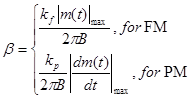 β = { k_f |m(t)|_max / 2πB , for FM
k_p / 2πB |dm(t)/dt|_max , for PM